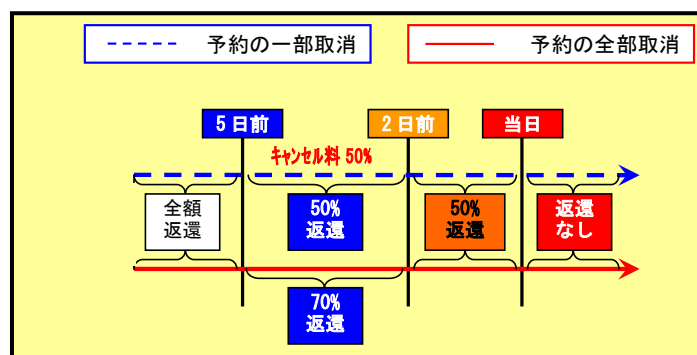 予約の一部取消
予約の全部取消
5 日前
2 日前
当日
キャンセル料 50%
全額
返還
50%
返還
50%
返還
返還
なし
70%
返還